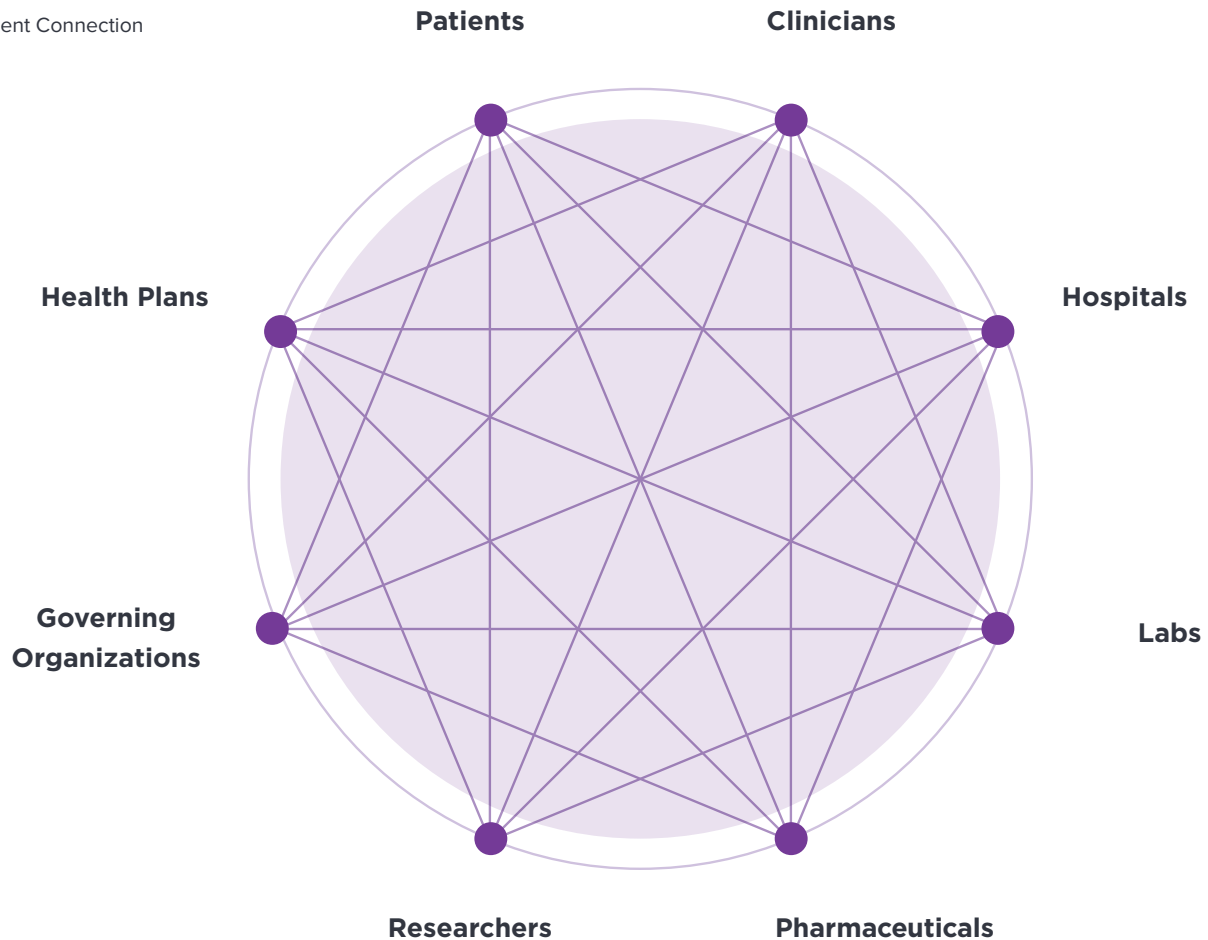 ent Connection
Patients
Clinicians
Health Plans
Hospitals
Governing
Organizations
Labs
Researchers
Pharmaceuticals